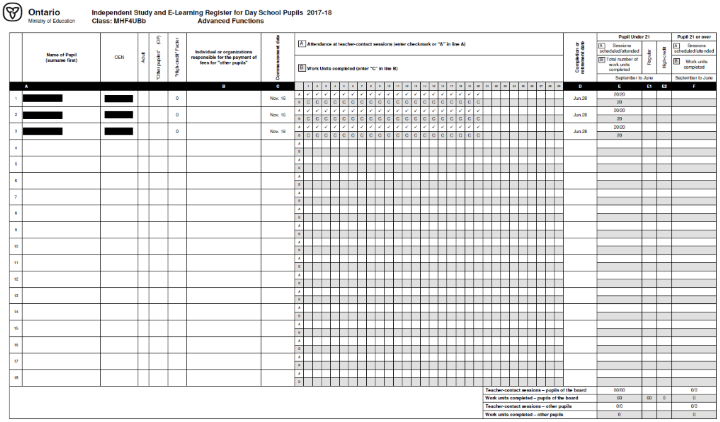 Ontario
Ministry of Education
Independent Study and E-Learning Register for Day School Pupils 2017-18
Class: MHF4UBb Advanced Functions
Name of Pupil
(surname first)
OEN
Adult
"Other pupils" (OP)
"High-credit" Factor
Individual or organizations
responsible for the payment of
fees for "other pupils"
Commencement date
A Attendance at teacher-contact sessions (enter checkmark or "A" in line A)
B Work Units completed (enter "C" in line B)
Completion or
retirement date
Pupil Under 21
A Sessions
scheduled/attended
B Total number of
work units
completed
Register
High-credit
September to June
Pupil 21 or over
A Sessions
scheduled/attended
B Work units
completed
September to June
A B C D E E1 E2 F
1 0 Nov. 16 A ✓ ✓ ✓ ✓ ✓ ✓ ✓ ✓ ✓ ✓ ✓ ✓ ✓ ✓ ✓ ✓ ✓ ✓ ✓ ✓ Jun.28 20/20
B C C C C C C C C C C C C C C C C C C C C 20
2 0 Nov. 16 A ✓ ✓ ✓ ✓ ✓ ✓ ✓ ✓ ✓ ✓ ✓ ✓ ✓ ✓ ✓ ✓ ✓ ✓ ✓ ✓ Jun.28 20/20
B C C C C C C C C C C C C C C C C C C C C 20
3 0 Nov. 16 A ✓ ✓ ✓ ✓ ✓ ✓ ✓ ✓ ✓ ✓ ✓ ✓ ✓ ✓ ✓ ✓ ✓ ✓ ✓ ✓ Jun.28 20/20
B C C C C C C C C C C C C C C C C C C C C 20
4 A
B
5 A
B
6 A
B
7 A
B
8 A
B
9 A
B
10 A
B
11 A
B
12 A
B
13 A
B
14 A
B
15 A
B
16 A
B
17 A
B
18 A
B
Teacher-contact sessions – pupils of the board 60/60 0/0
Work units completed – pupils of the board 60 60 0 0
Teacher-contact sessions – other pupils 0/0 0/0
Work units completed – other pupils 0 0